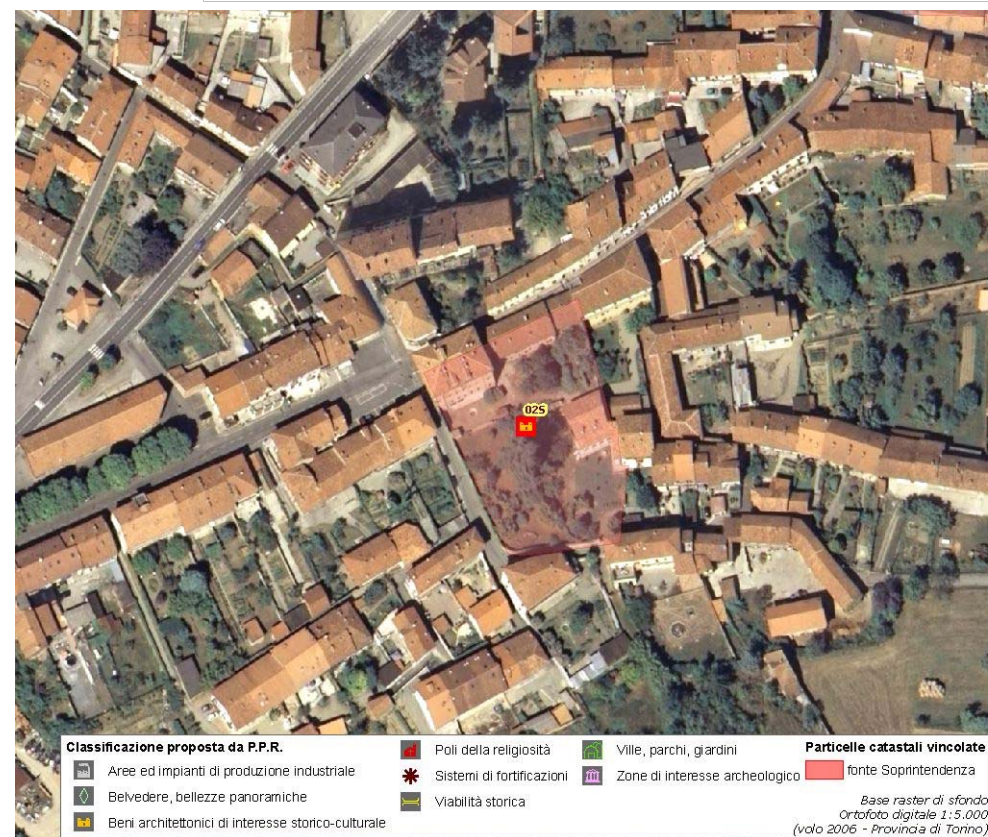 025
Classificazione proposta da P.P.R.
Aree ed impianti di produzione industriale
Belvedere, bellezze panoramiche
Beni architettonici di interesse storico-culturale
Poli della religiosità
Sistemi di fortificazioni
Viabilità storica
Ville, parchi, giardini
Zone di interesse archeologico
Particelle catastali vincolate
fonte Soprintendenza
Base raster di sfondo
Ortofoto digitale 1:5.000
(volo 2006 - Provincia di Torino)